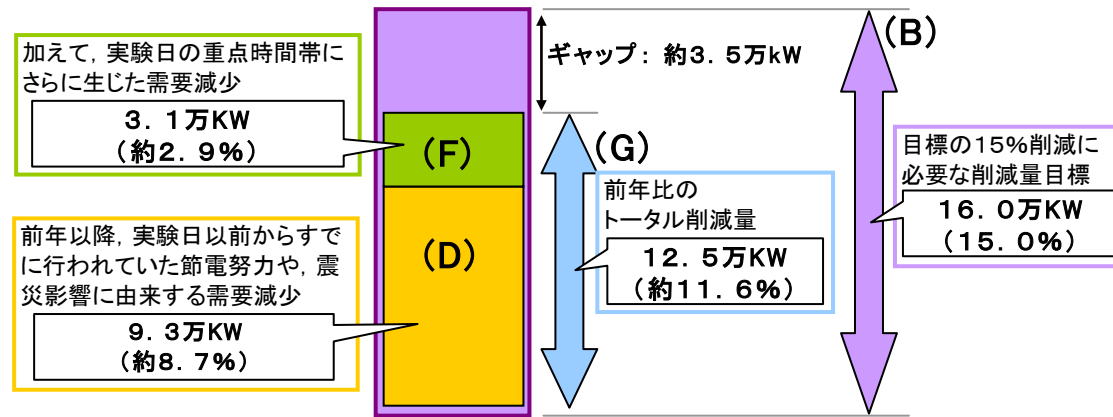 加えて，実験日の重点時間帯に
さらに生じた需要減少
３．１万KW
（約２．９％）
前年以降，実験日以前からすで
に行われていた節電努力や，震
災影響に由来する需要減少
９．３万KW
（約８．７％）
（F）
（D）
ギャップ： 約３．５万kW
（G）
前年比の
トータル削減量
１２．５万KW
（約１１．６％）
（B）
目標の１５％削減に
必要な削減量目標
１６．０万KW
（１５．０％）